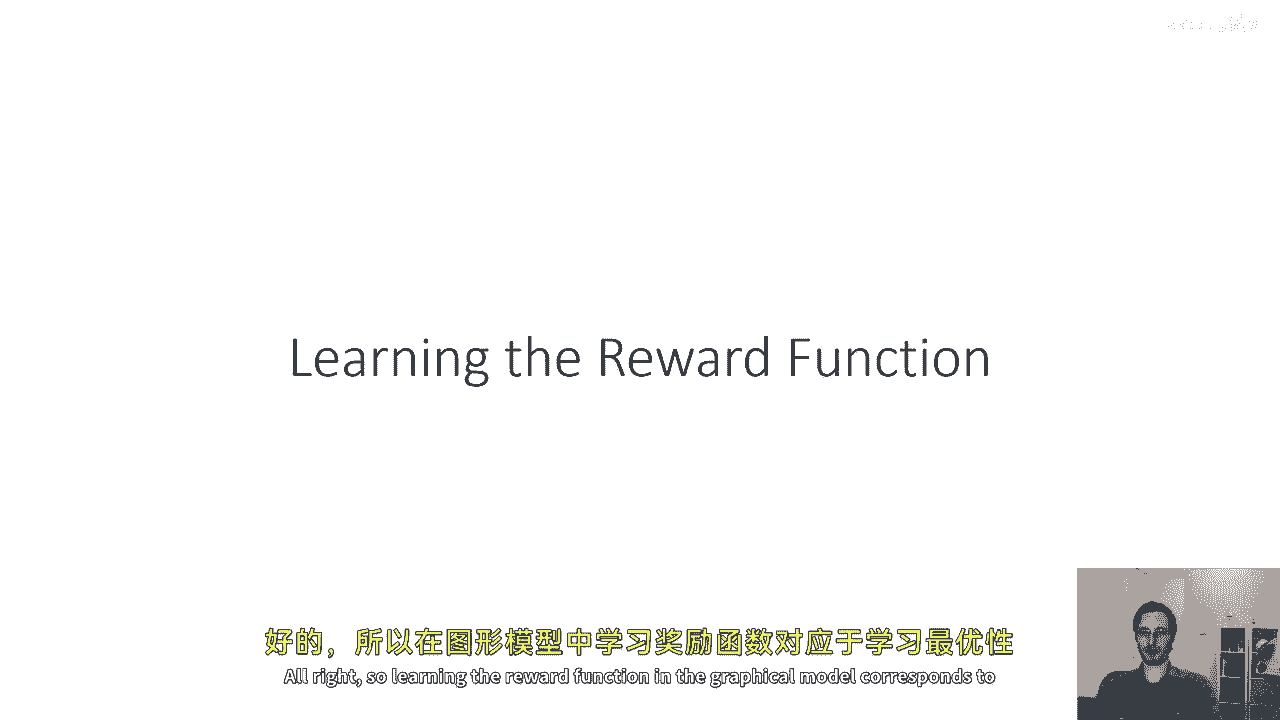 Learning the Reward Function
好的，所以在图形模型中学习奖励函数对应于学习最优性
All right, so learning the reward function in the graphical model corresponds to